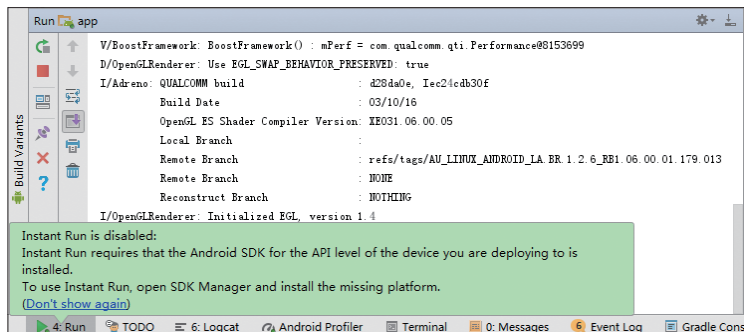 Run app
V/BoostFramework: BoostFramework() : mPerf = com.qualcomm.qti.Performance@8153699
D/OpenGLRenderer: Use EGL_SWAP_BEHAVIOR_PRESERVED: true
I/Adreno: QUALCOMM build : d28da0e, Iec24cdb30f
Build Date : 03/10/16
OpenGL ES Shader Compiler Version: XE031.06.00.05
Local Branch :
Remote Branch : refs/tags/AU_LINUX_ANDROID_LA.BR.1.2.6_RB1.06.00.01.179.013
Remote Branch : NONE
Reconstruct Branch : NOTHING
I/OpenGLRenderer: Initialized EGL, version 1.4
Build Variants
Instant Run is disabled:
Instant Run requires that the Android SDK for the API level of the device you are deploying to is
installed.
To use Instant Run, open SDK Manager and install the missing platform.
(Don't show again)
4: Run TODO 6: Logcat Android Profiler Terminal 0: Messages 6 Event Log Gradle Cons